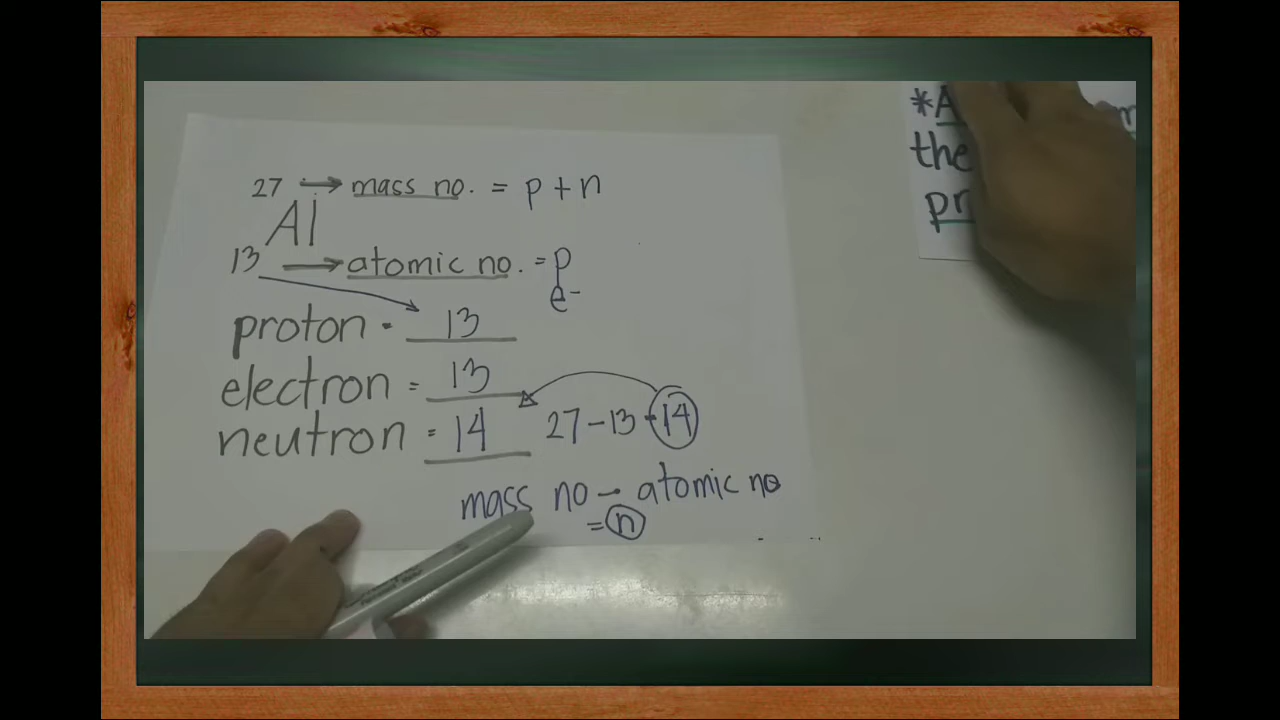 27 → mass no. = p + n
Al
13 → atomic no. = p
e-
proton = 13
electron = 13
neutron = 14 27 - 13 = 14
mass no - atomic no
= n
*A
the
pr